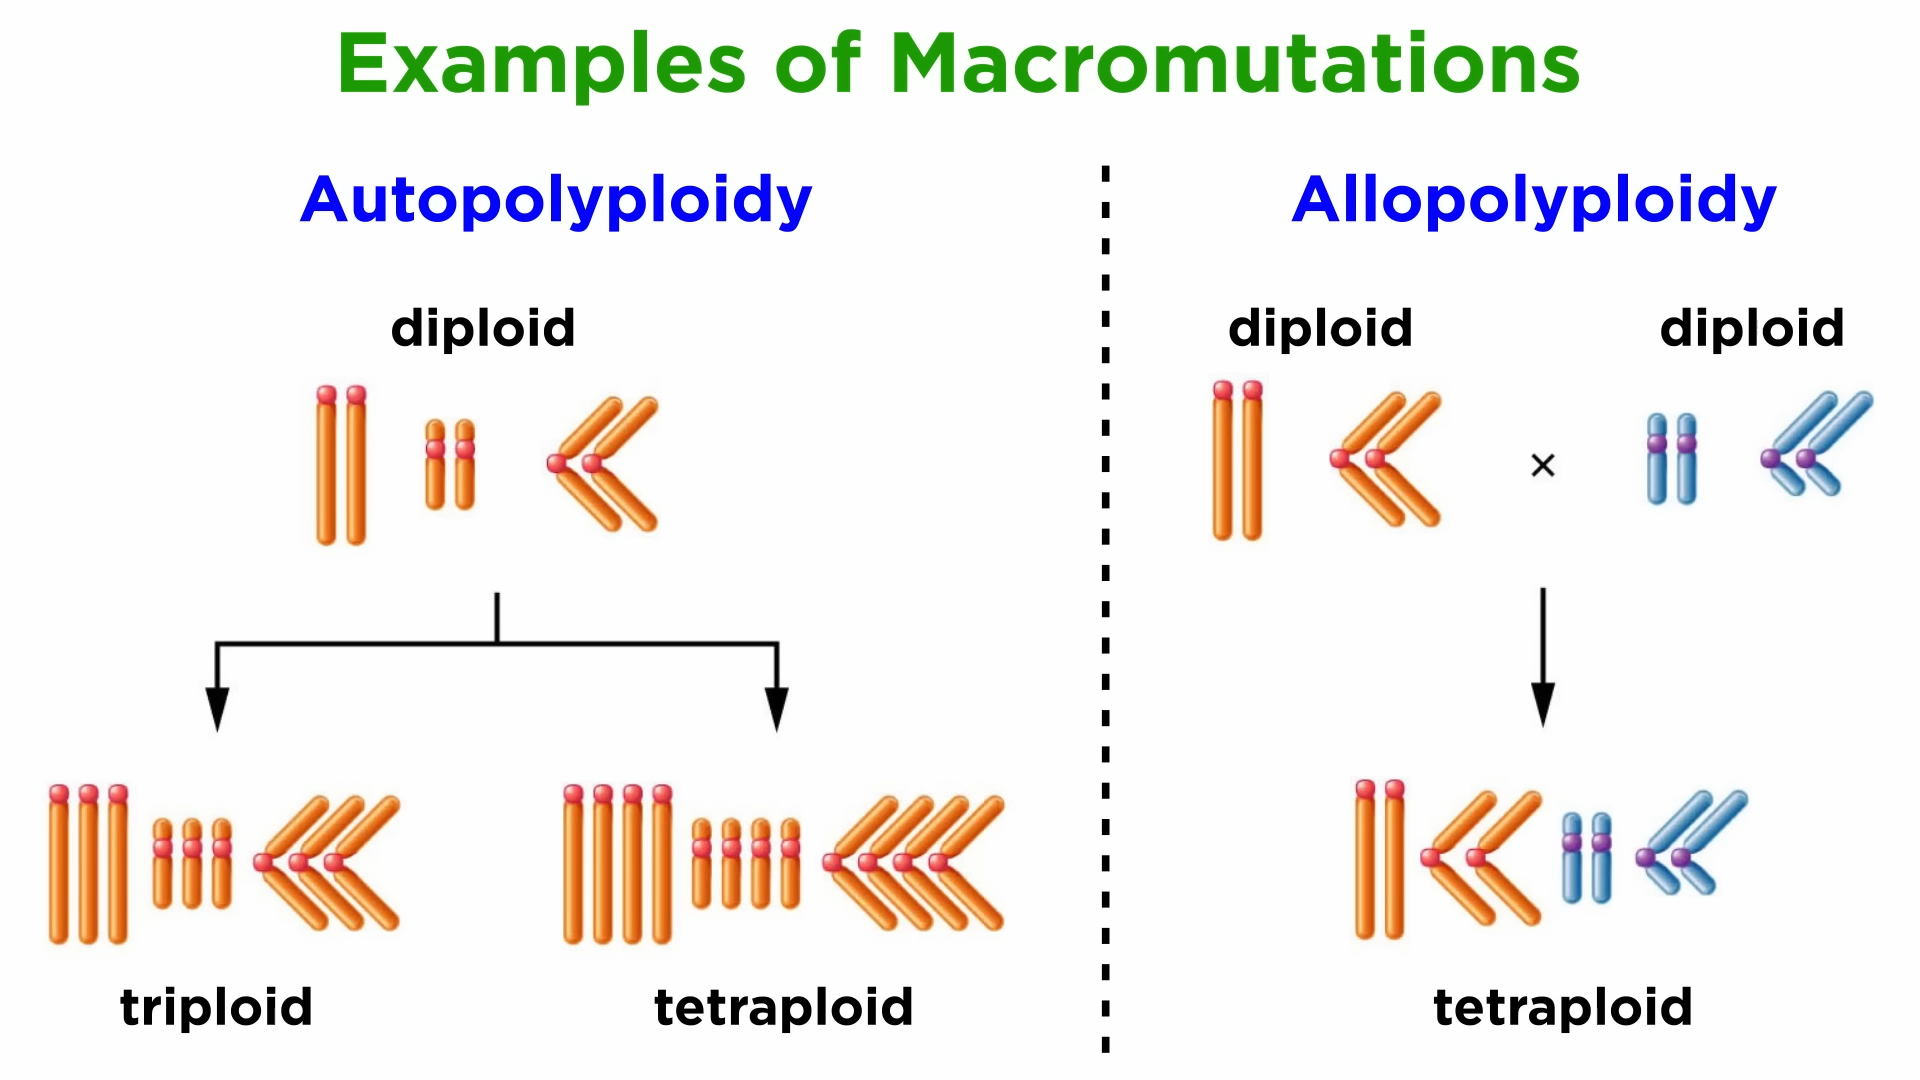 Examples of Macromutations
Autopolyploidy
diploid
triploid
tetraploid
Allopolyploidy
diploid × diploid
tetraploid